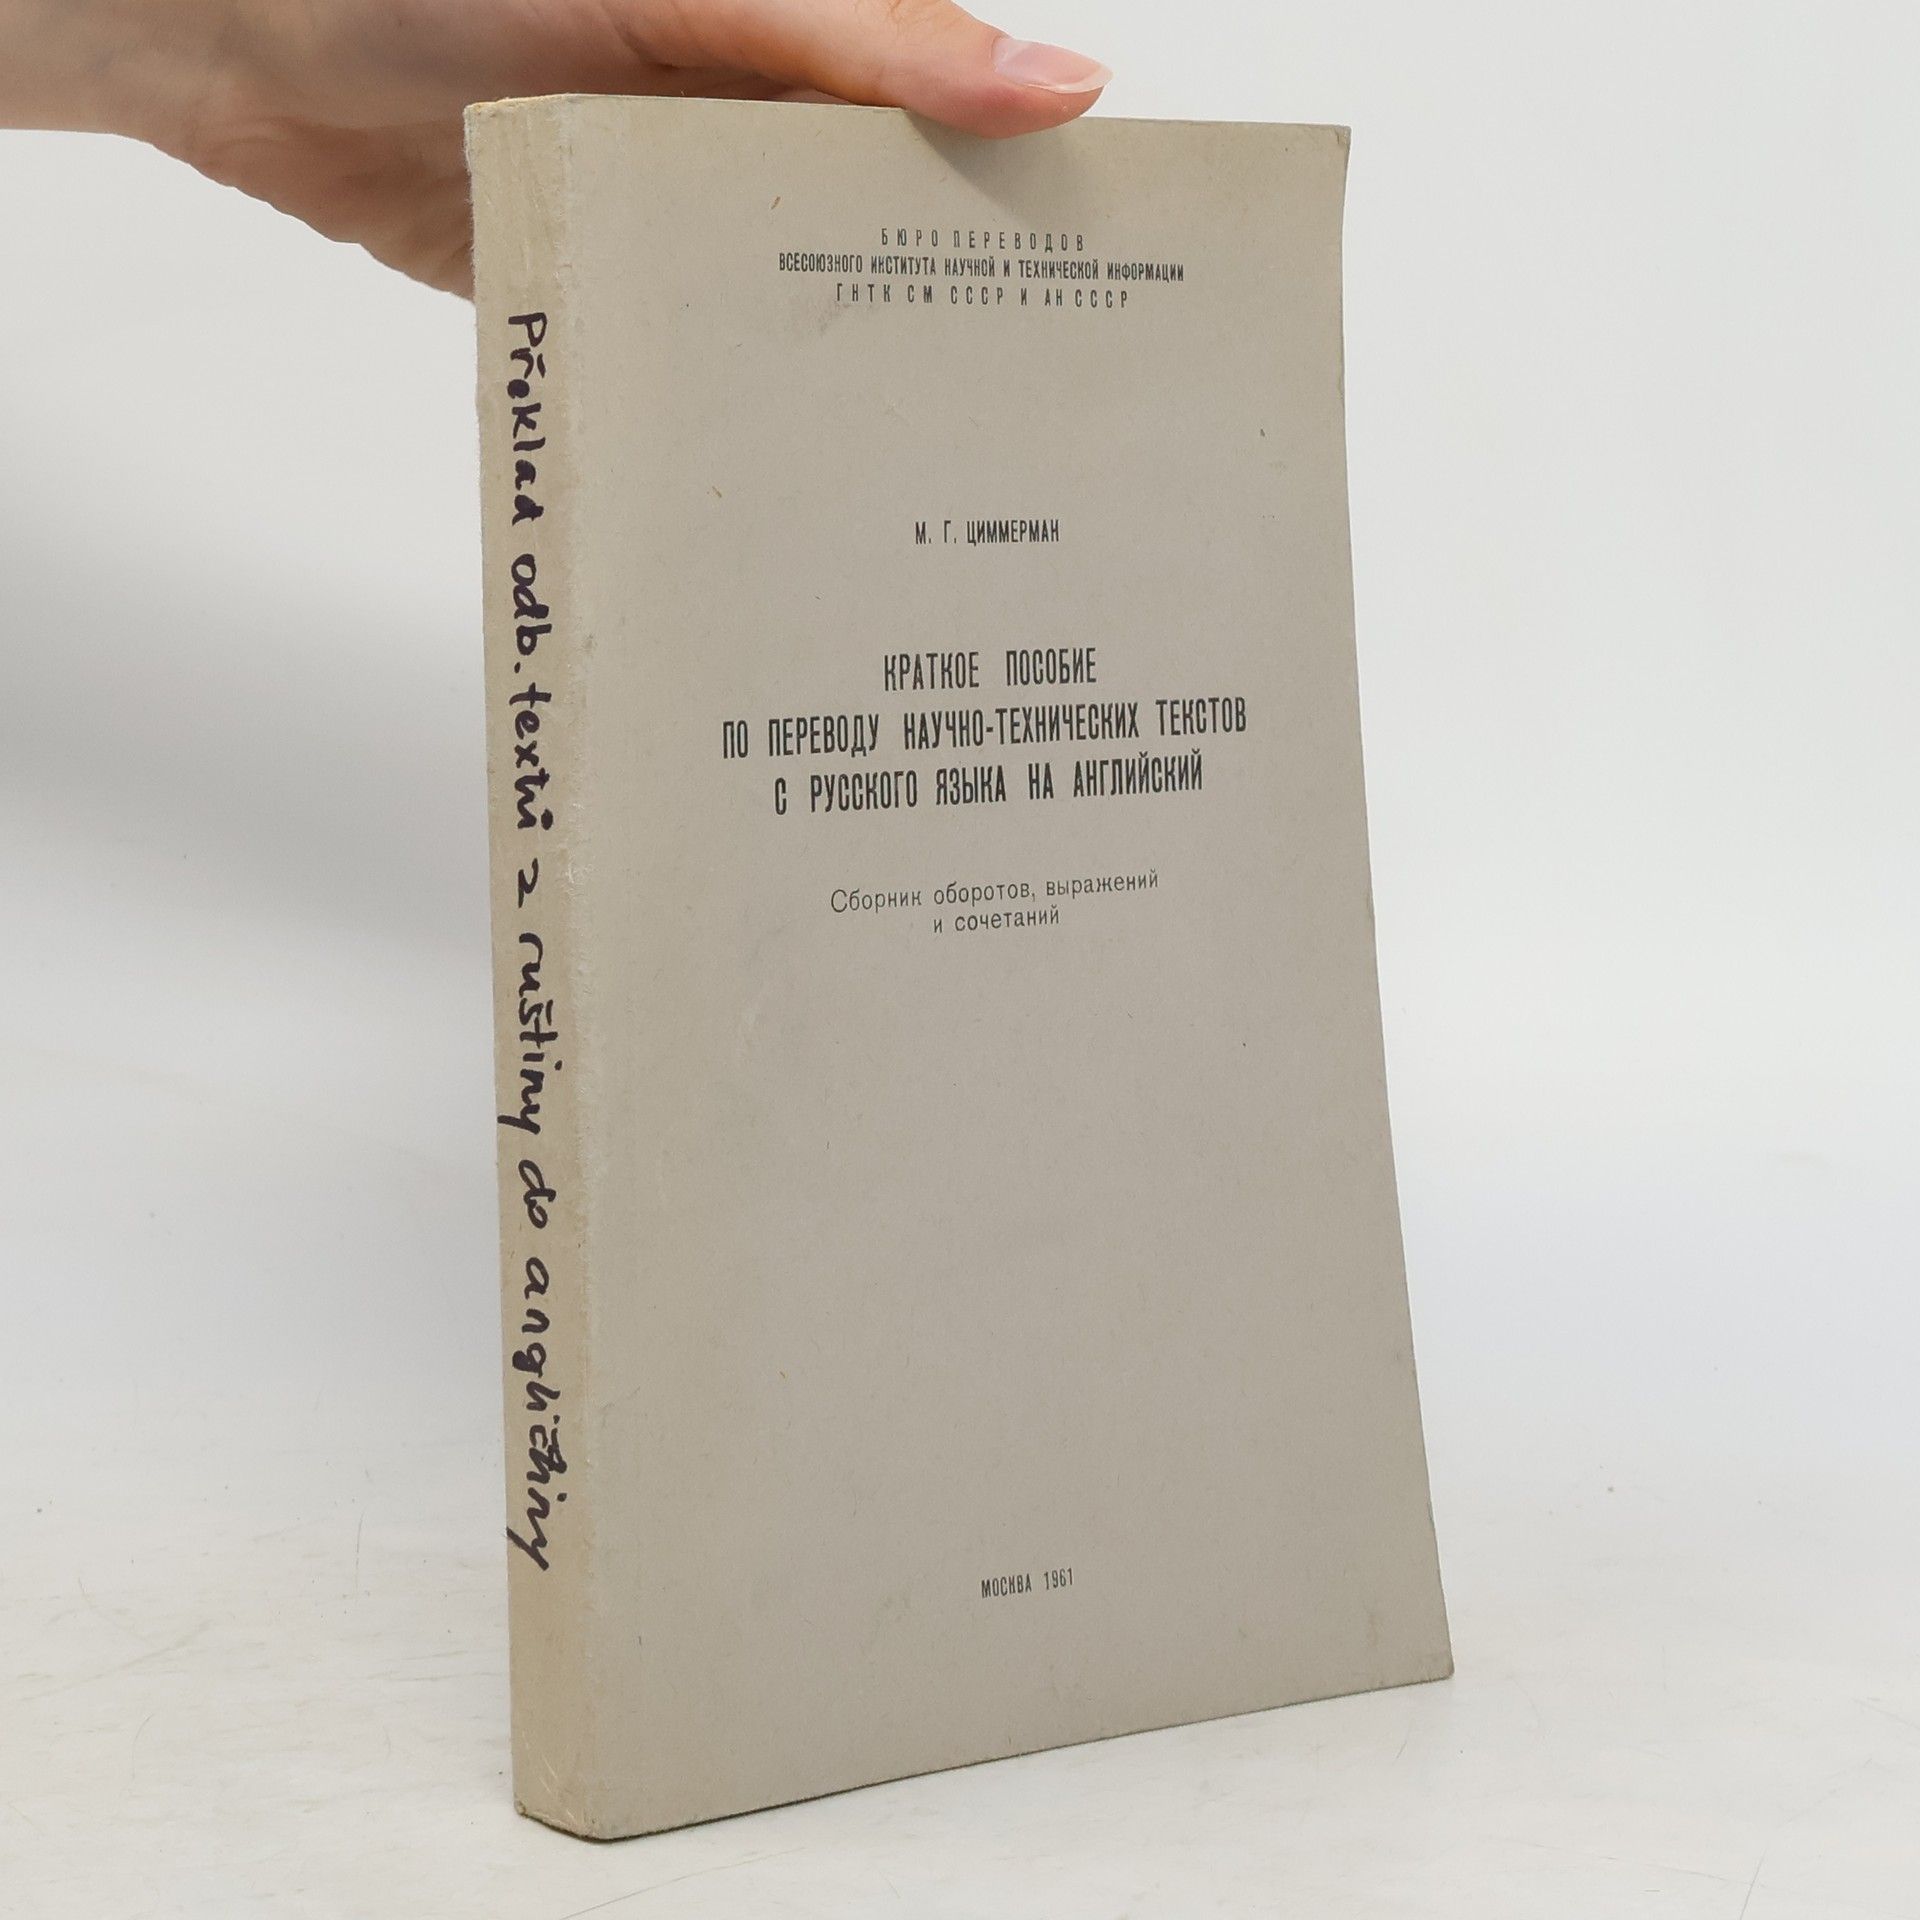 БЮРО ПЕРЕВОДОВ
ВСЕСОЮЗНОГО ИНСТИТУТА НАУЧНОЙ И ТЕХНИЧЕСКОЙ ИНФОРМАЦИИ
ГНТК СМ СССР И АН СССР
М. Г. ЦИММЕРМАН
КРАТКОЕ ПОСОБИЕ
ПО ПЕРЕВОДУ НАУЧНО-ТЕХНИЧЕСКИХ ТЕКСТОВ
С РУССКОГО ЯЗЫКА НА АНГЛИЙСКИЙ
Сборник оборотов, выражений
и сочетаний
МОСКВА 1961
Překlad odb. textů z ruštiny do angličtiny